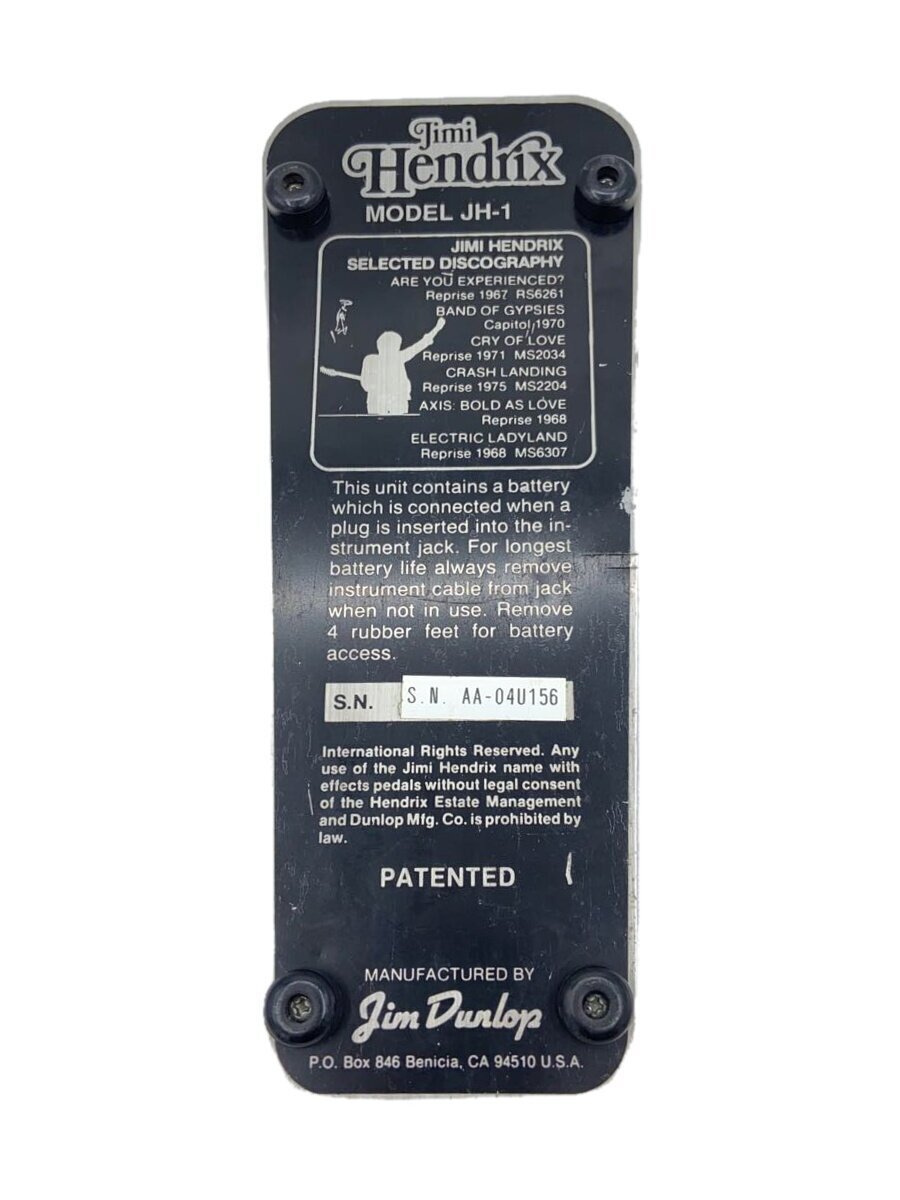 Jimi
Hendrix
MODEL JH-1
JIMI HENDRIX
SELECTED DISCOGRAPHY
ARE YOU EXPERIENCED?
Reprise 1967 RS6261
BAND OF GYPSIES
Capitol 1970
CRY OF LOVE
Reprise 1971 MS2034
CRASH LANDING
Reprise 1975 MS2204
AXIS: BOLD AS LOVE
Reprise 1968
ELECTRIC LADYLAND
Reprise 1968 MS6307
This unit contains a battery
which is connected when a
plug is inserted into the in-
strument jack. For longest
battery life always remove
instrument cable from jack
when not in use. Remove
4 rubber feet for battery
access.
S.N. S.N. AA-04U156
International Rights Reserved. Any
use of the Jimi Hendrix name with
effects pedals without legal consent
of the Hendrix Estate Management
and Dunlop Mfg. Co. is prohibited by
law.
PATENTED
MANUFACTURED BY
Jim Dunlop
P.O. Box 846 Benicia, CA 94510 U.S.A.